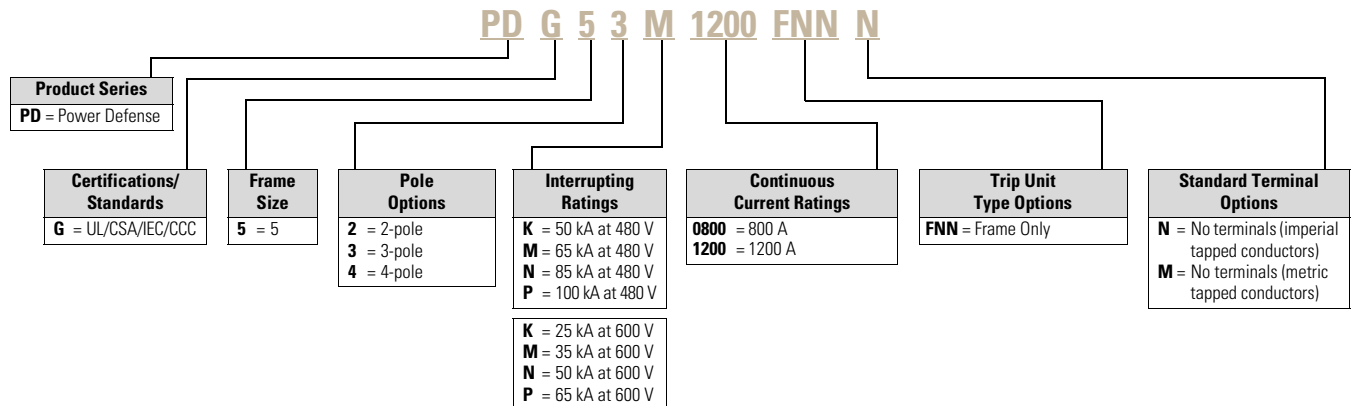 PD G 5 3 M 1200 FNN N
Product Series
PD = Power Defense
Certifications/
Standards
G = UL/CSA/IEC/CCC
Frame
Size
5 = 5
Pole
Options
2 = 2-pole
3 = 3-pole
4 = 4-pole
Interrupting
Ratings
K = 50 kA at 480 V
M = 65 kA at 480 V
N = 85 kA at 480 V
P = 100 kA at 480 V
K = 25 kA at 600 V
M = 35 kA at 600 V
N = 50 kA at 600 V
P = 65 kA at 600 V
Continuous
Current Ratings
0800 = 800 A
1200 = 1200 A
Trip Unit
Type Options
FNN = Frame Only
Standard Terminal
Options
N = No terminals (imperial
tapped conductors)
M = No terminals (metric
tapped conductors)